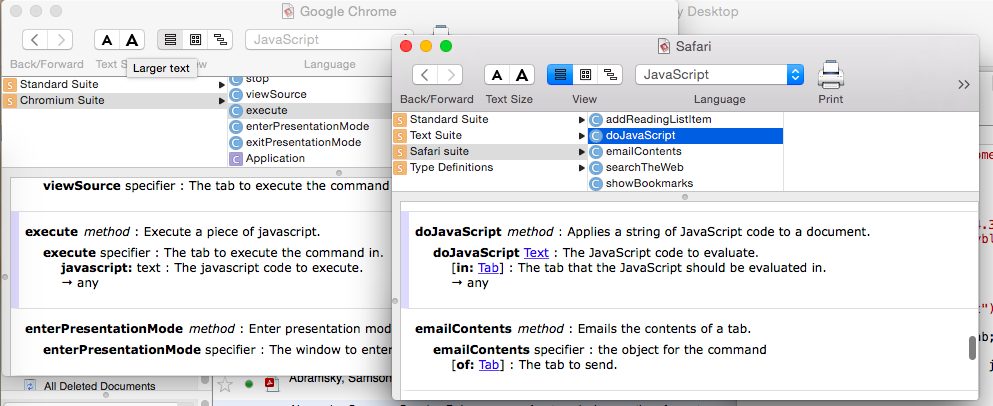 Google Chrome
y Desktop
A A
JavaScript
Back/Forward Text S w Language
Larger text
Standard Suite
Chromium Suite
stop
viewSource
execute
enterPresentationMode
exitPresentationMode
Application
viewSource specifier : The tab to execute the command
execute method : Execute a piece of javascript.
execute specifier : The tab to execute the command in.
javascript: text : The javascript code to execute.
→ any
enterPresentationMode method : Enter presentation mod
enterPresentationMode specifier : The window to enter
All Deleted Documents
Abramsky, Samson
Safari
A A
JavaScript
Back/Forward Text Size View Language Print
Standard Suite
Text Suite
Safari suite
Type Definitions
addReadingListItem
doJavaScript
emailContents
searchTheWeb
showBookmarks
doJavaScript method : Applies a string of JavaScript code to a document.
doJavaScript Text : The JavaScript code to evaluate.
[in: Tab] : The tab that the JavaScript should be evaluated in.
→ any
emailContents method : Emails the contents of a tab.
emailContents specifier : the object for the command
[of: Tab] : The tab to send.